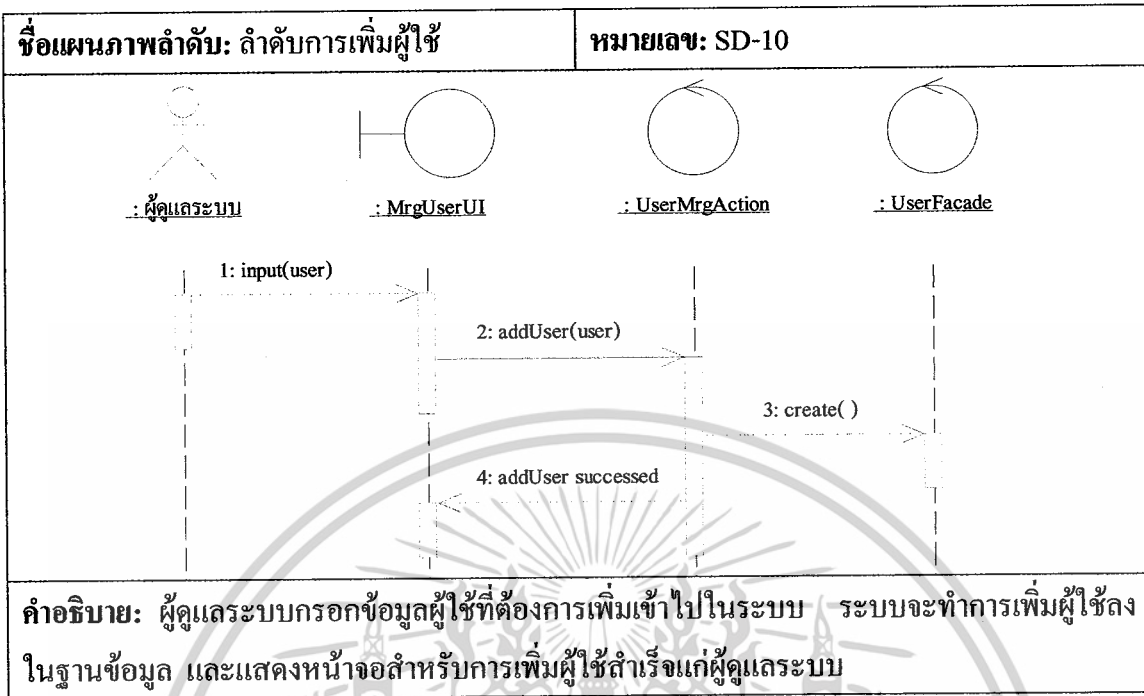 ชื่อแผนภาพลำดับ: ลำดับการเพิ่มผู้ใช้
หมายเลข: SD-10
: ผู้ดูแลระบบ
: MrgUserUI
: UserMrgAction
: UserFacade
1: input(user)
2: addUser(user)
3: create( )
4: addUser successed
คำอธิบาย: ผู้ดูแลระบบกรอกข้อมูลผู้ใช้ที่ต้องการเพิ่มเข้าไปในระบบ ระบบจะทำการเพิ่มผู้ใช้ลง
ในฐานข้อมูล และแสดงหน้าจอสำหรับการเพิ่มผู้ใช้สำเร็จแก่ผู้ดูแลระบบ